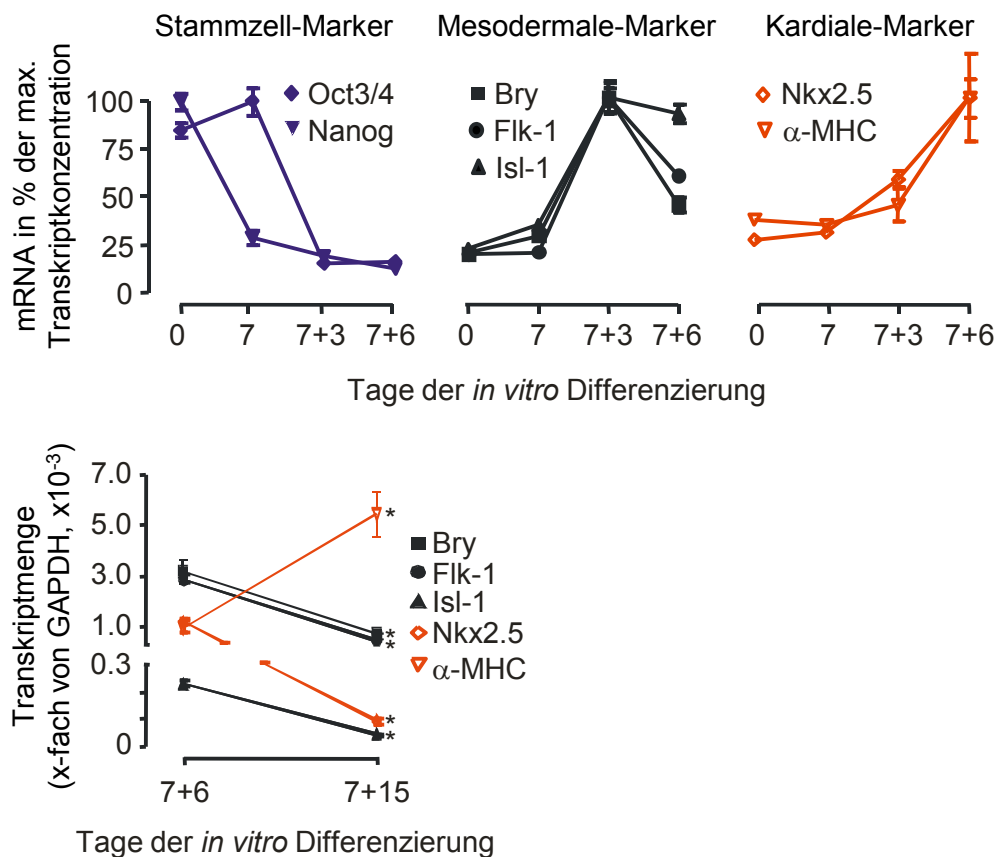 Stammzell-Marker
Mesodermale-Marker
Kardiale-Marker
mRNA in % der max.
Transkriptkonzentration
100
75
50
25
0
Oct3/4
Nanog
Bry
Flk-1
Isl-1
Nkx2.5
α-MHC
0 7 7+3 7+6
0 7 7+3 7+6
0 7 7+3 7+6
Tage der in vitro Differenzierung
Transkriptmenge
(x-fach von GAPDH, x10⁻³)
7.0
5.0
3.0
1.0
0.3
0
*
*
*
*
*
Bry
Flk-1
Isl-1
Nkx2.5
α-MHC
7+6 7+15
Tage der in vitro Differenzierung